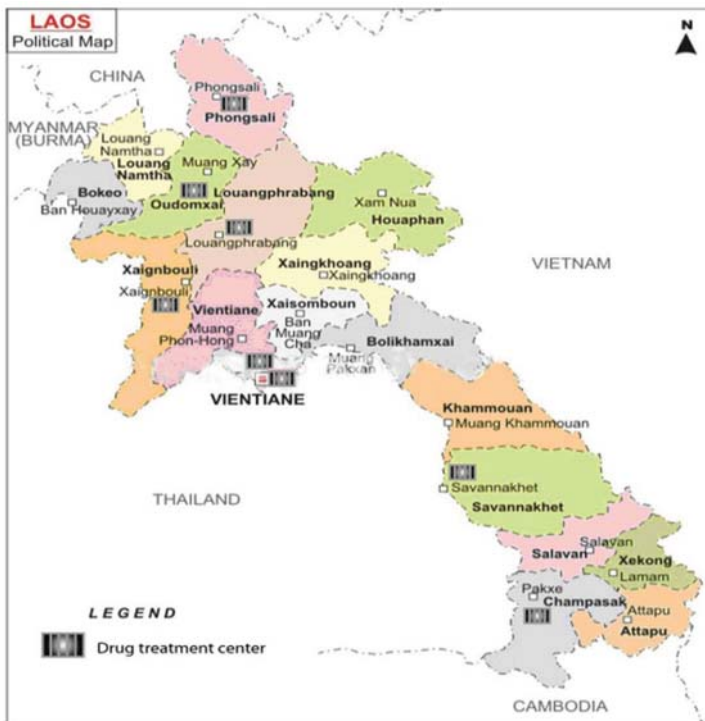 LAOS
Political Map
N
CHINA
Phongsali
Phongsali
MYANMAR
(BURMA)
Louang
Namtha
Louang
Namtha
Muang Xay
Bokeo
Ban Houayxay
Oudomxai
Louangphrabang
Louangphrabang
Xam Nua
Houaphan
Xaignbouli
Xaignbouli
Xaingkhoang
Xaingkhoang
VIETNAM
Vientiane
Muang
Phon-Hong
Xaisomboun
Ban
Muang
Cha
Bolikhamxai
Muang
Pakxan
VIENTIANE
Khammouan
Muang Khammouan
THAILAND
Savannakhet
Savannakhet
Salavan
Salavan
Xekong
Lamam
Pakxe
Champasak
Attapu
Attapu
LEGEND
Drug treatment center
CAMBODIA